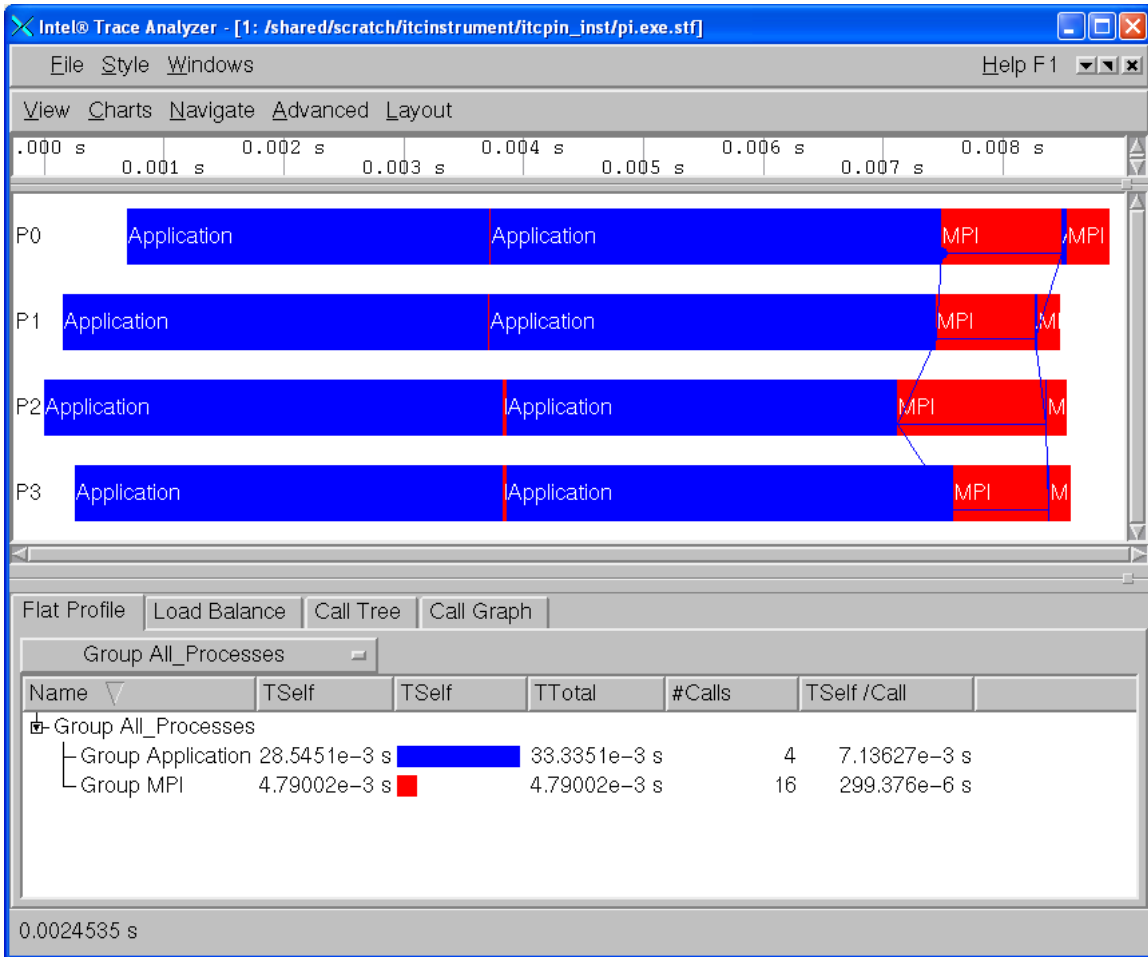 Intel® Trace Analyzer - [1: /shared/scratch/itcinstrument/itcpin_inst/pi.exe.stf]
File Style Windows Help F1
View Charts Navigate Advanced Layout
.000 s 0.002 s 0.004 s 0.006 s 0.008 s
0.001 s 0.003 s 0.005 s 0.007 s
P0 Application Application MPI MPI
P1 Application Application MPI M
P2 Application Application MPI M
P3 Application Application MPI M
Flat Profile Load Balance Call Tree Call Graph
Group All_Processes
Name TSelf TSelf TTotal #Calls TSelf /Call
Group All_Processes
Group Application 28.5451e-3 s 33.3351e-3 s 4 7.13627e-3 s
Group MPI 4.79002e-3 s 4.79002e-3 s 16 299.376e-6 s
0.0024535 s